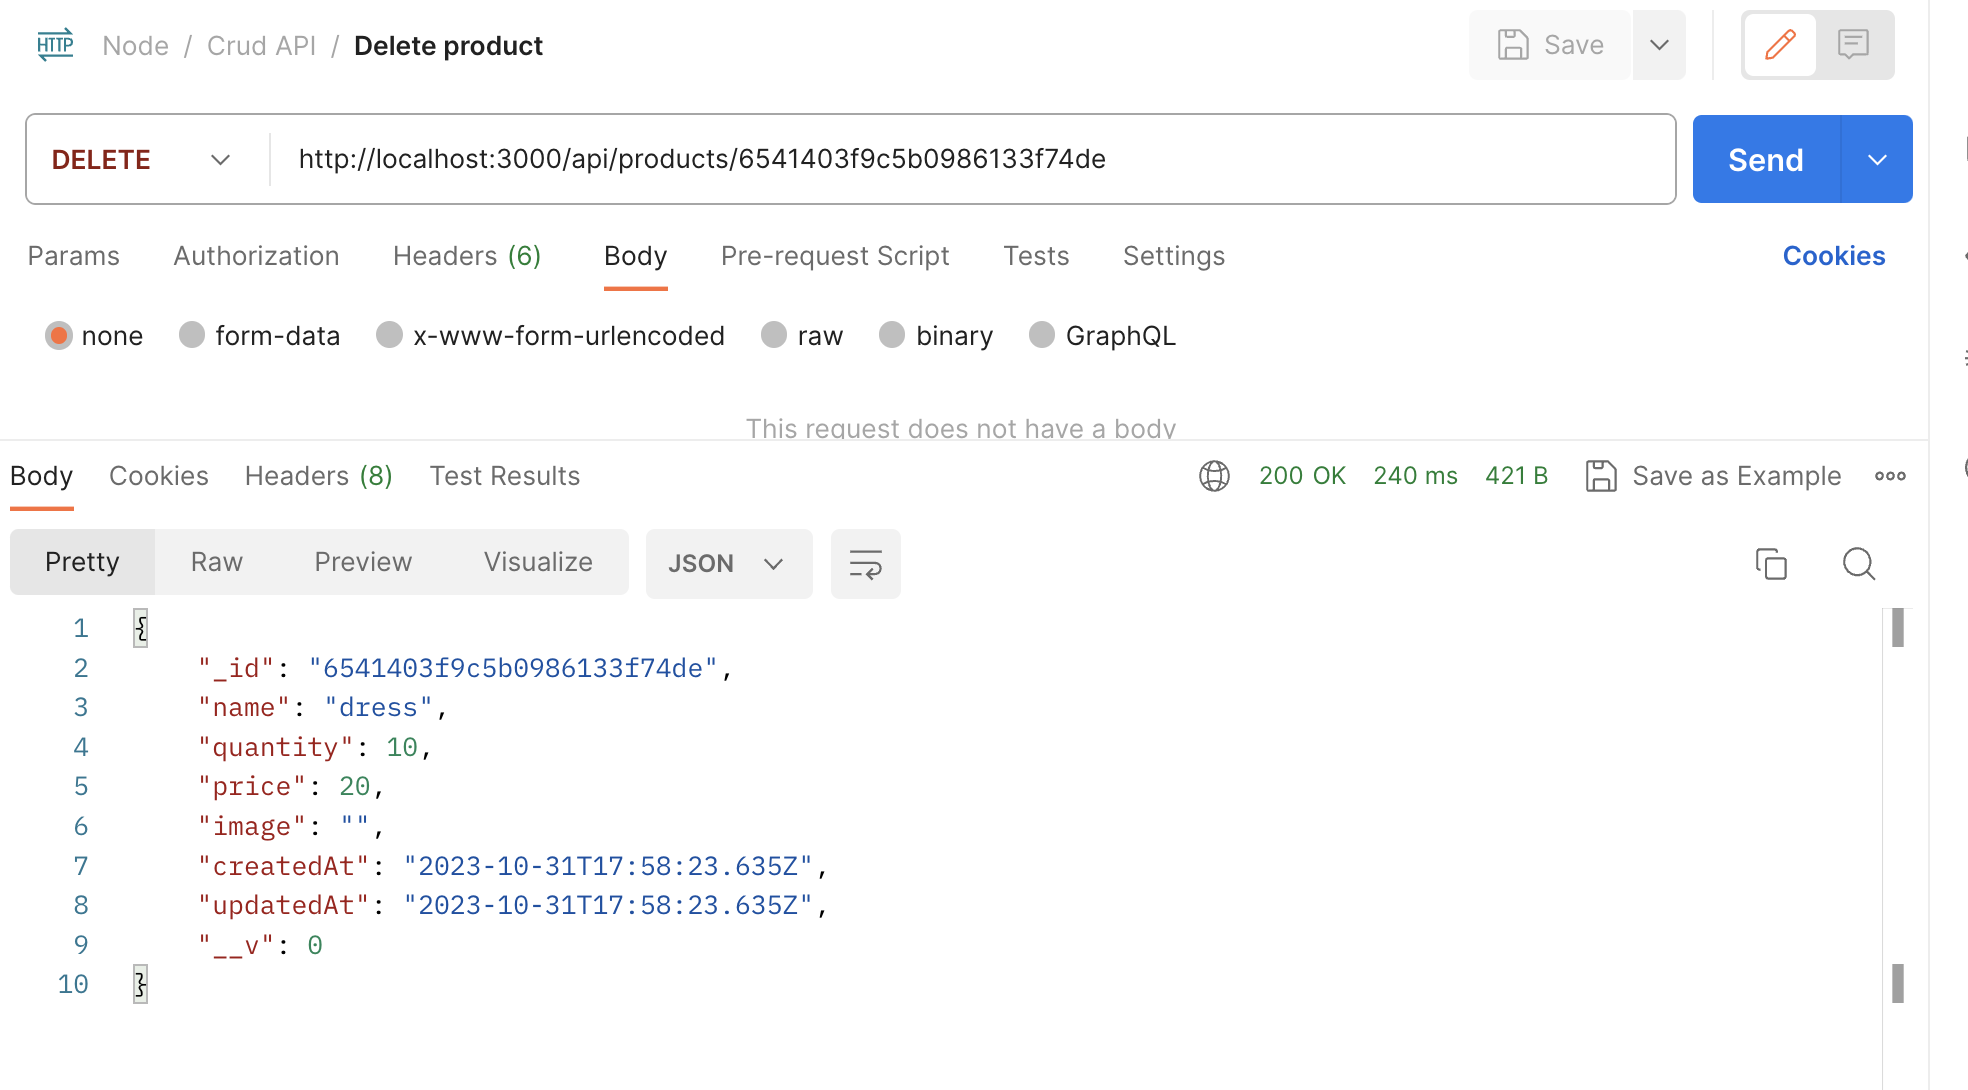 HTTP Node / Crud API / Delete product Save
DELETE http://localhost:3000/api/products/6541403f9c5b0986133f74de Send
Params Authorization Headers (6) Body Pre-request Script Tests Settings Cookies
none form-data x-www-form-urlencoded raw binary GraphQL
This request does not have a body
Body Cookies Headers (8) Test Results 200 OK 240 ms 421 B Save as Example
Pretty Raw Preview Visualize JSON
1 {
2 "_id": "6541403f9c5b0986133f74de",
3 "name": "dress",
4 "quantity": 10,
5 "price": 20,
6 "image": "",
7 "createdAt": "2023-10-31T17:58:23.635Z",
8 "updatedAt": "2023-10-31T17:58:23.635Z",
9 "__v": 0
10 }